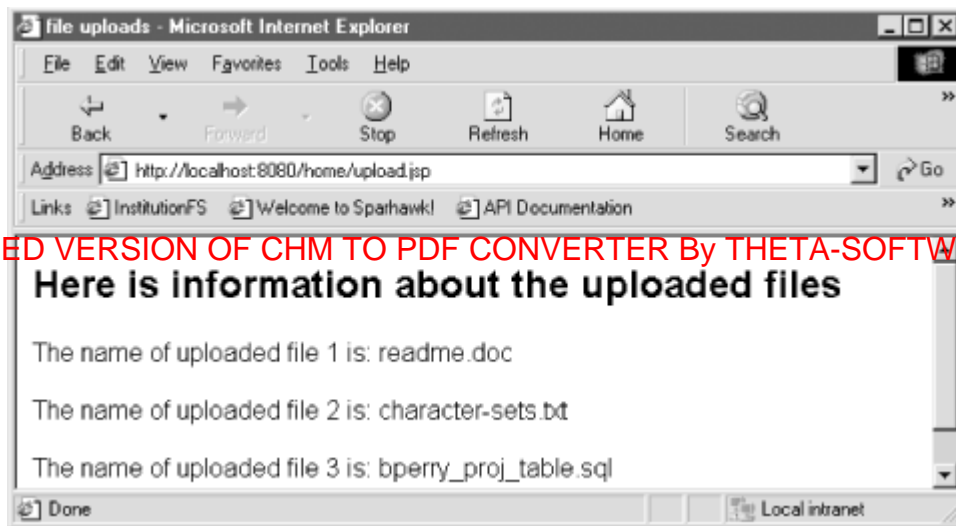 file uploads - Microsoft Internet Explorer
File Edit View Favorites Tools Help
Back Forward Stop Refresh Home Search »
Address http://localhost:8080/home/upload.jsp Go
Links InstitutionFS Welcome to Sparhawk! API Documentation »
ED VERSION OF CHM TO PDF CONVERTER By THETA-SOFTW
Here is information about the uploaded files
The name of uploaded file 1 is: readme.doc
The name of uploaded file 2 is: character-sets.txt
The name of uploaded file 3 is: bperry_proj_table.sql
Done Local intranet